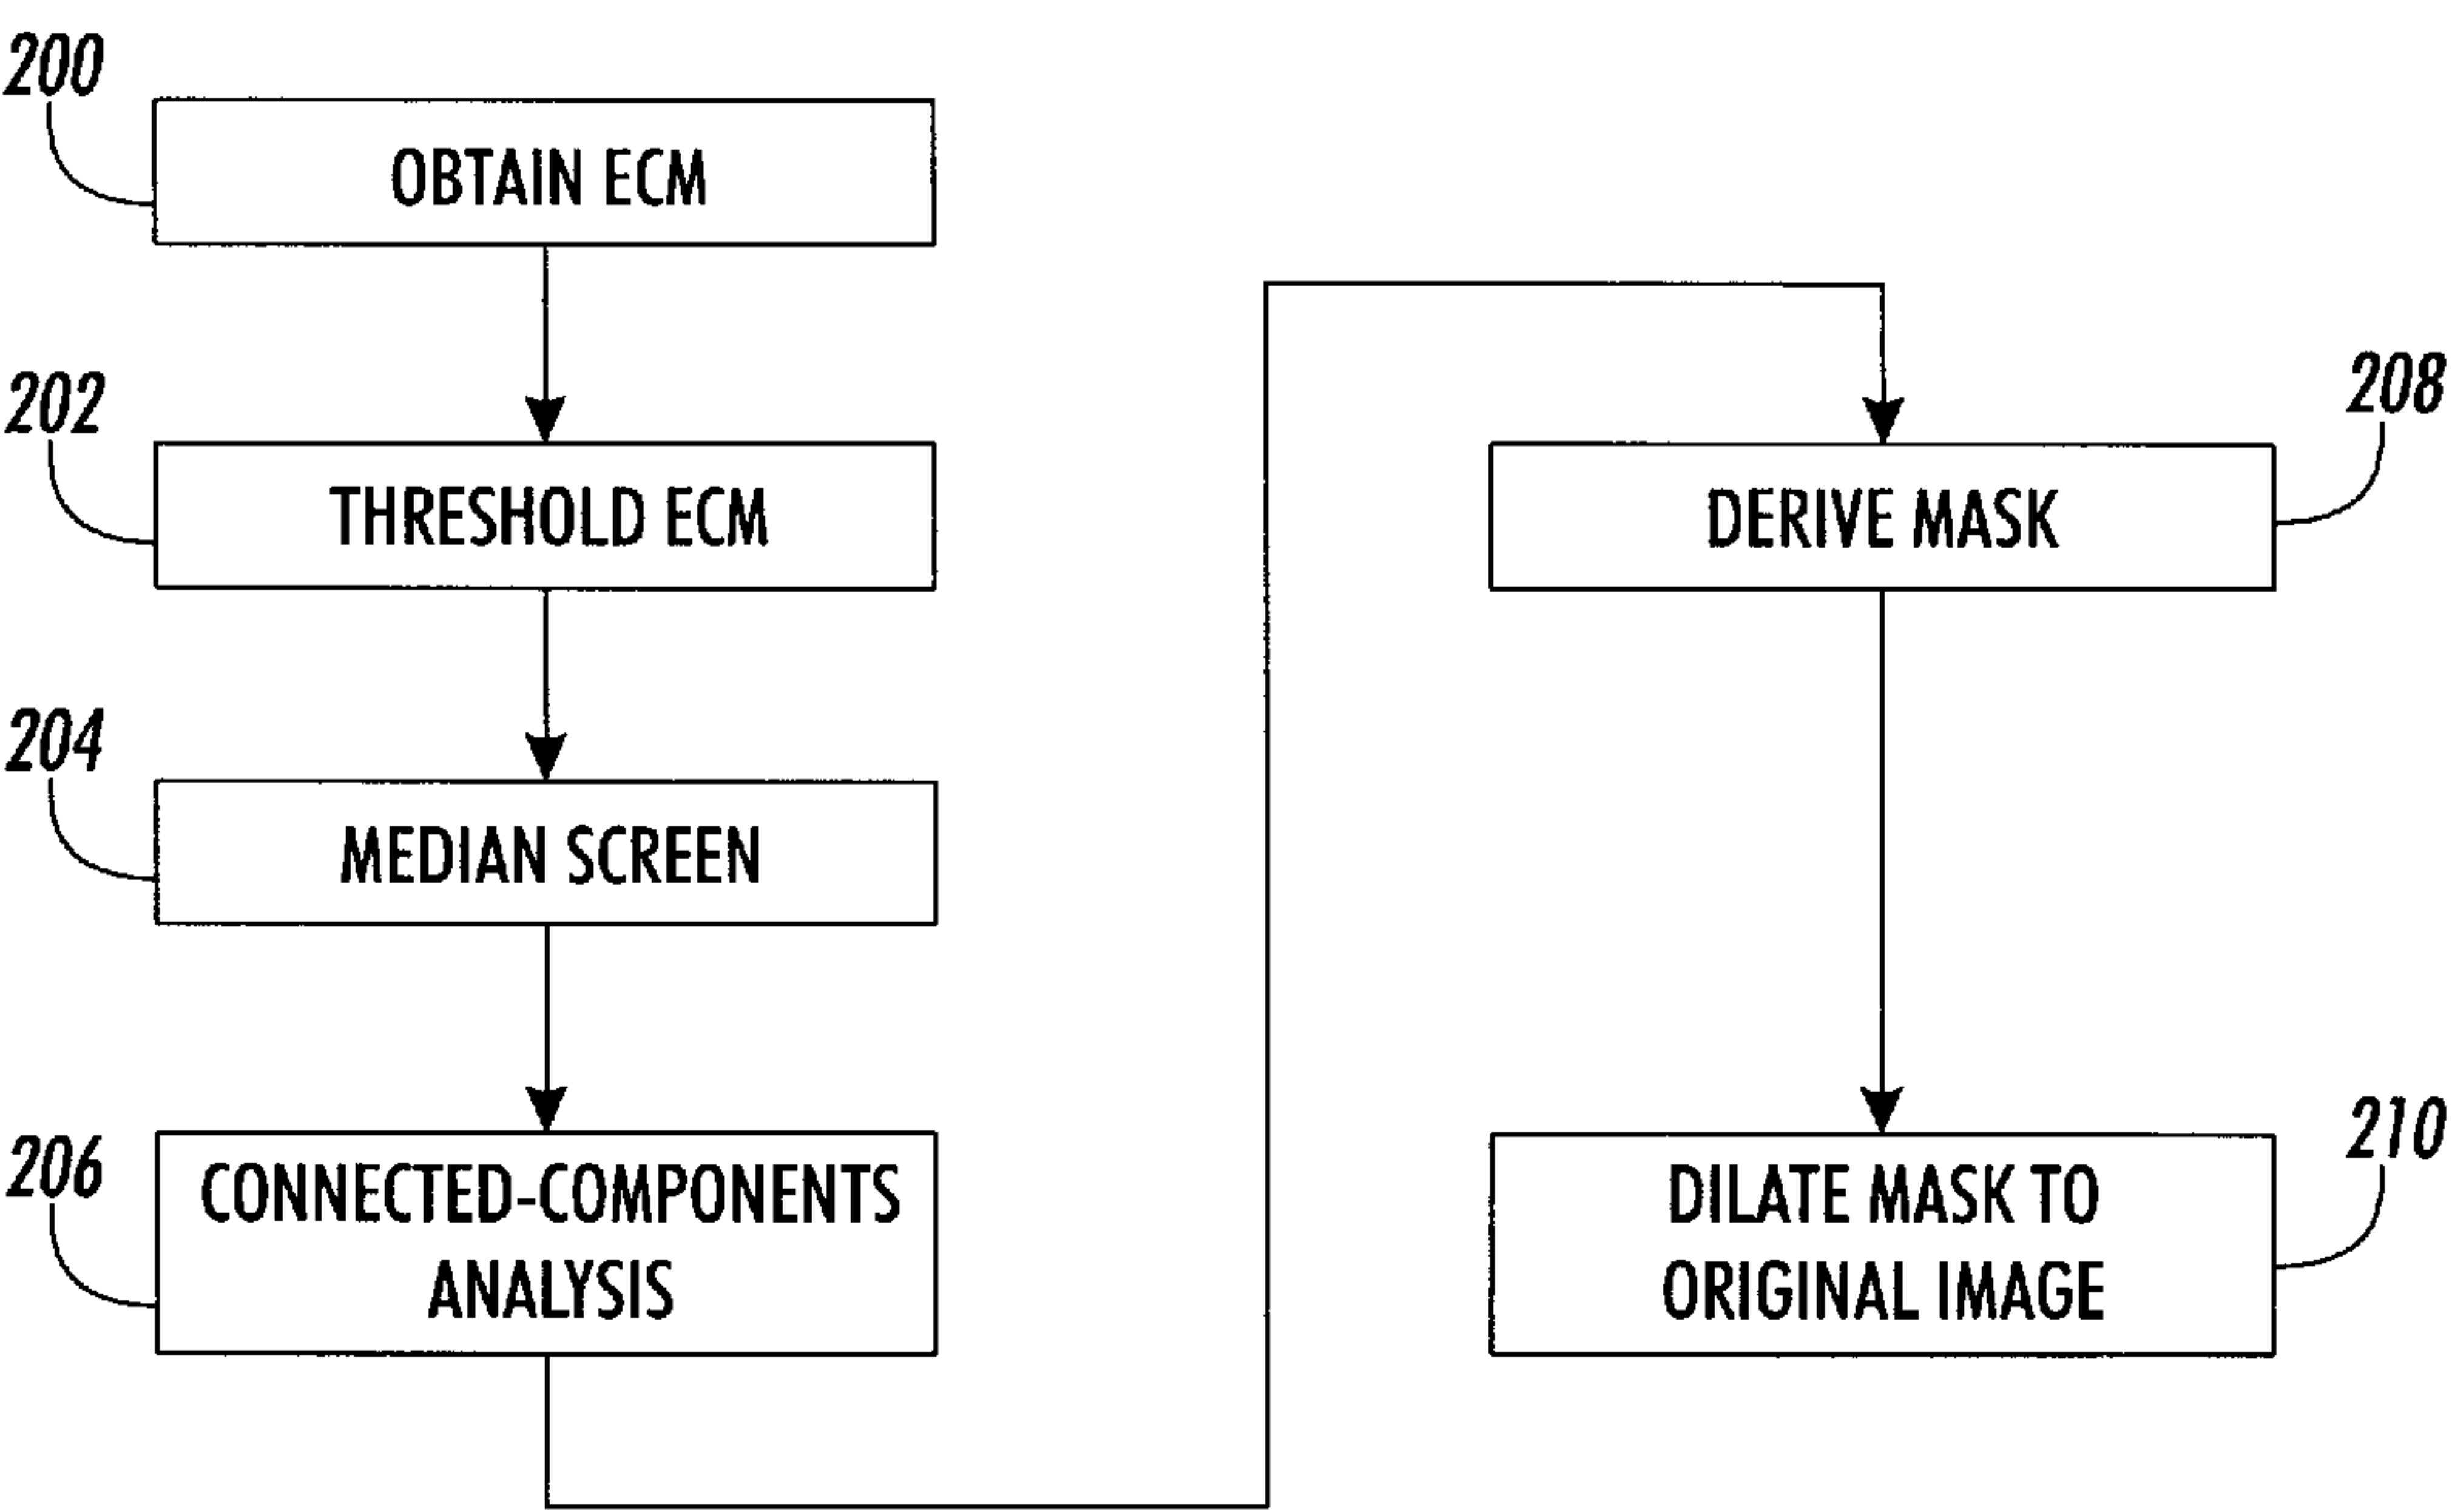 200
OBTAIN ECM
202
THRESHOLD ECM
204
MEDIAN SCREEN
206
CONNECTED-COMPONENTS
ANALYSIS
208
DERIVE MASK
210
DILATE MASK TO
ORIGINAL IMAGE